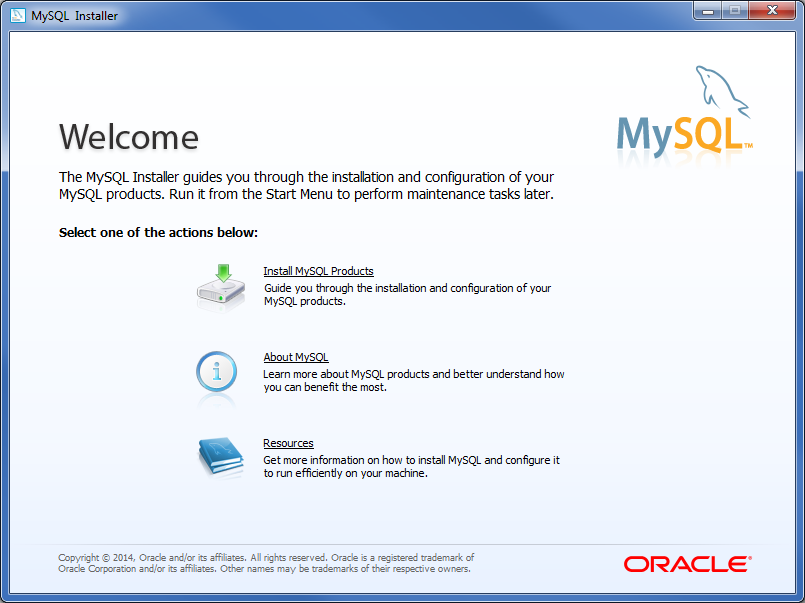 MySQL Installer
MySQL™
Welcome
The MySQL Installer guides you through the installation and configuration of your
MySQL products. Run it from the Start Menu to perform maintenance tasks later.
Select one of the actions below:
Install MySQL Products
Guide you through the installation and configuration of your
MySQL products.
About MySQL
Learn more about MySQL products and better understand how
you can benefit the most.
Resources
Get more information on how to install MySQL and configure it
to run efficiently on your machine.
Copyright © 2014, Oracle and/or its affiliates. All rights reserved. Oracle is a registered trademark of
Oracle Corporation and/or its affiliates. Other names may be trademarks of their respective owners.
ORACLE®